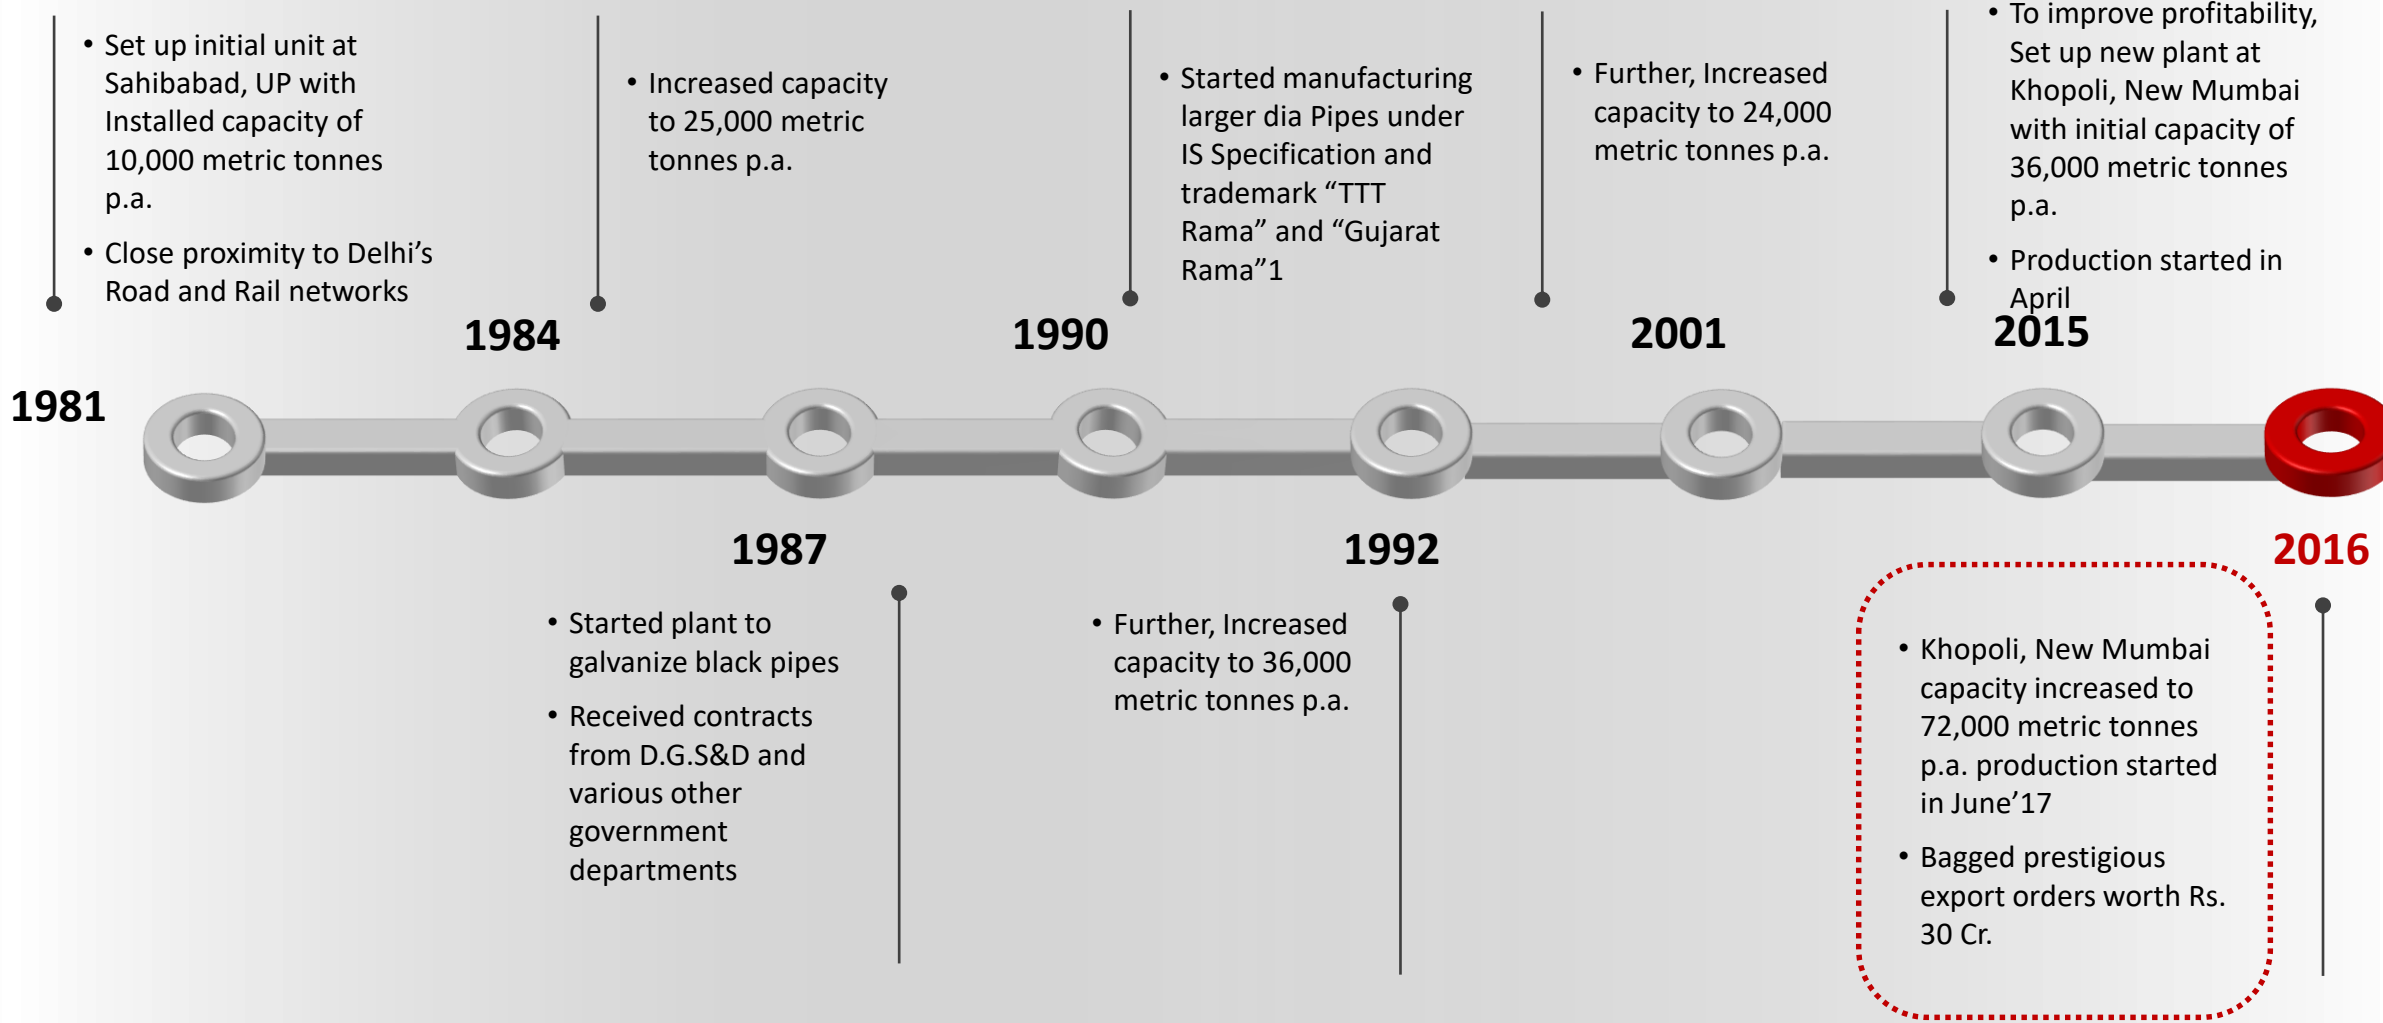 • Set up initial unit at
Sahibabad, UP with
Installed capacity of
10,000 metric tonnes
p.a.
• Close proximity to Delhi’s
Road and Rail networks
1981
• Increased capacity
to 25,000 metric
tonnes p.a.
1984
• Started plant to
galvanize black pipes
• Received contracts
from D.G.S&D and
various other
government
departments
1987
• Started manufacturing
larger dia Pipes under
IS Specification and
trademark “TTT
Rama” and “Gujarat
Rama”1
1990
• Further, Increased
capacity to 36,000
metric tonnes p.a.
1992
• Further, Increased
capacity to 24,000
metric tonnes p.a.
2001
• To improve profitability,
Set up new plant at
Khopoli, New Mumbai
with initial capacity of
36,000 metric tonnes
p.a.
• Production started in
April
2015
2016
• Khopoli, New Mumbai
capacity increased to
72,000 metric tonnes
p.a. production started
in June’17
• Bagged prestigious
export orders worth Rs.
30 Cr.